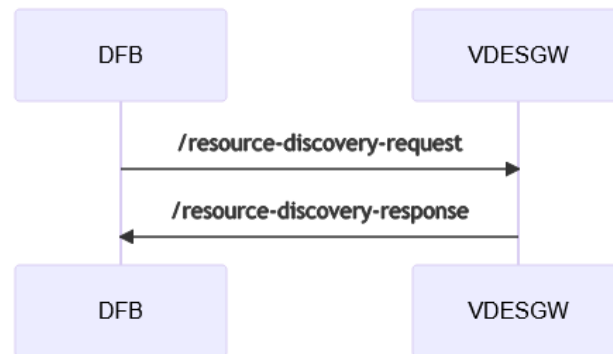 DFB VDESGW
/resource-discovery-request
/resource-discovery-response
DFB VDESGW